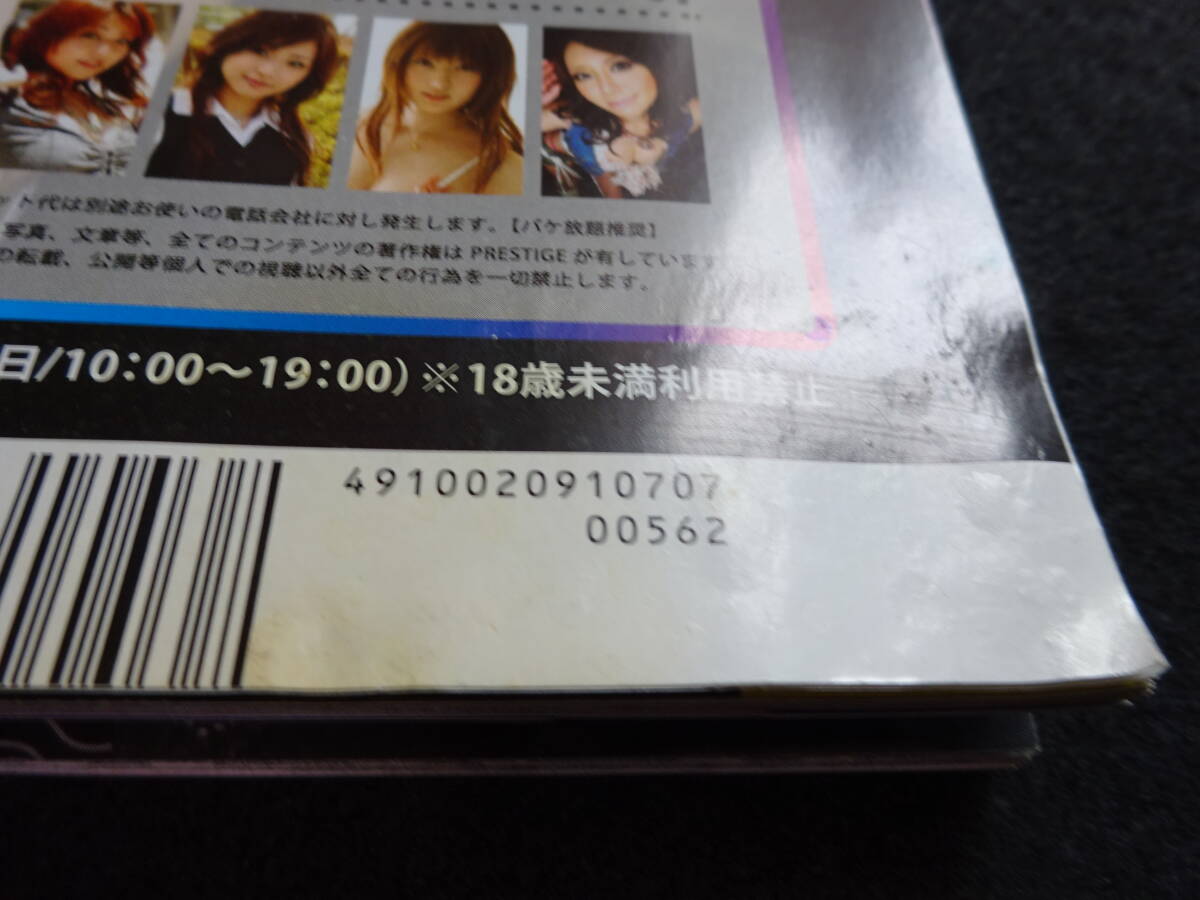 ット代は別途お使いの電話会社に対し発生します。【パケ放題推奨】
写真、文章等、全てのコンテンツの著作権は PRESTIGE が有しています
の転載、公開等個人での視聴以外全ての行為を一切禁止します。
日/10：00～19：00）※18歳未満利用禁止
4910020910707
00562